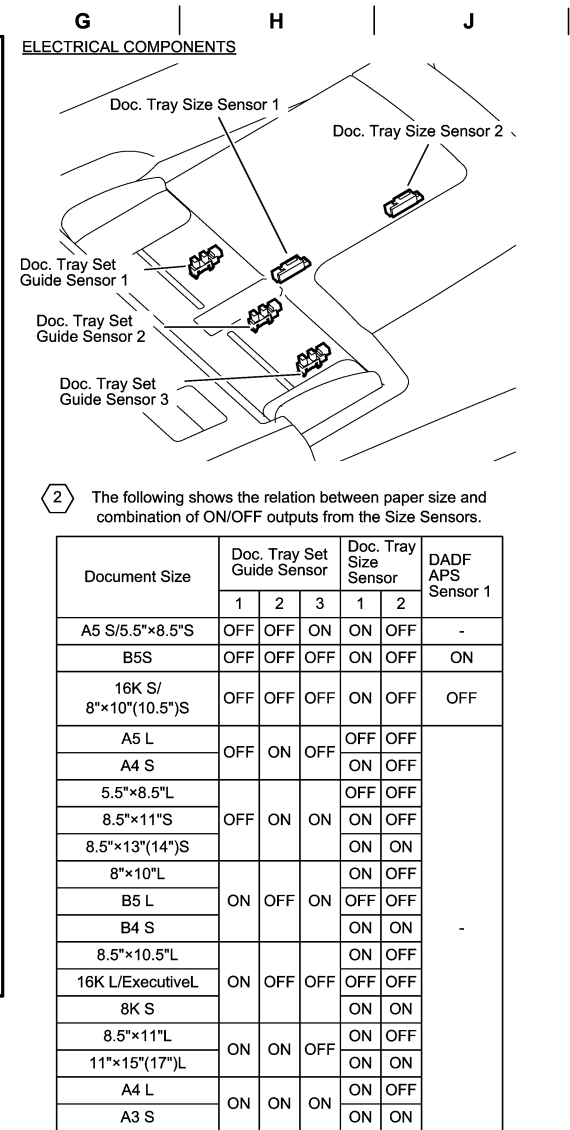 G H J
ELECTRICAL COMPONENTS
Doc. Tray Size Sensor 1
Doc. Tray Size Sensor 2
Doc. Tray Set
Guide Sensor 1
Doc. Tray Set
Guide Sensor 2
Doc. Tray Set
Guide Sensor 3
2 The following shows the relation between paper size and
combination of ON/OFF outputs from the Size Sensors.
Document Size
Doc. Tray Set
Guide Sensor
Doc. Tray
Size
Sensor
DADF
APS
Sensor 1
1 2 3 1 2
A5 S/5.5"×8.5"S OFF OFF ON ON OFF -
B5S OFF OFF OFF ON OFF ON
16K S/
8"×10"(10.5")S OFF OFF OFF ON OFF OFF
A5 L OFF ON OFF OFF OFF
A4 S ON OFF
5.5"×8.5"L OFF OFF
8.5"×11"S OFF ON ON ON OFF
8.5"×13"(14")S ON ON
8"×10"L ON OFF
B5 L ON OFF ON OFF OFF
B4 S ON ON -
8.5"×10.5"L ON OFF
16K L/ExecutiveL ON OFF OFF OFF OFF
8K S ON ON
8.5"×11"L ON ON OFF ON OFF
11"×15"(17")L ON ON
A4 L ON ON ON ON OFF
A3 S ON ON